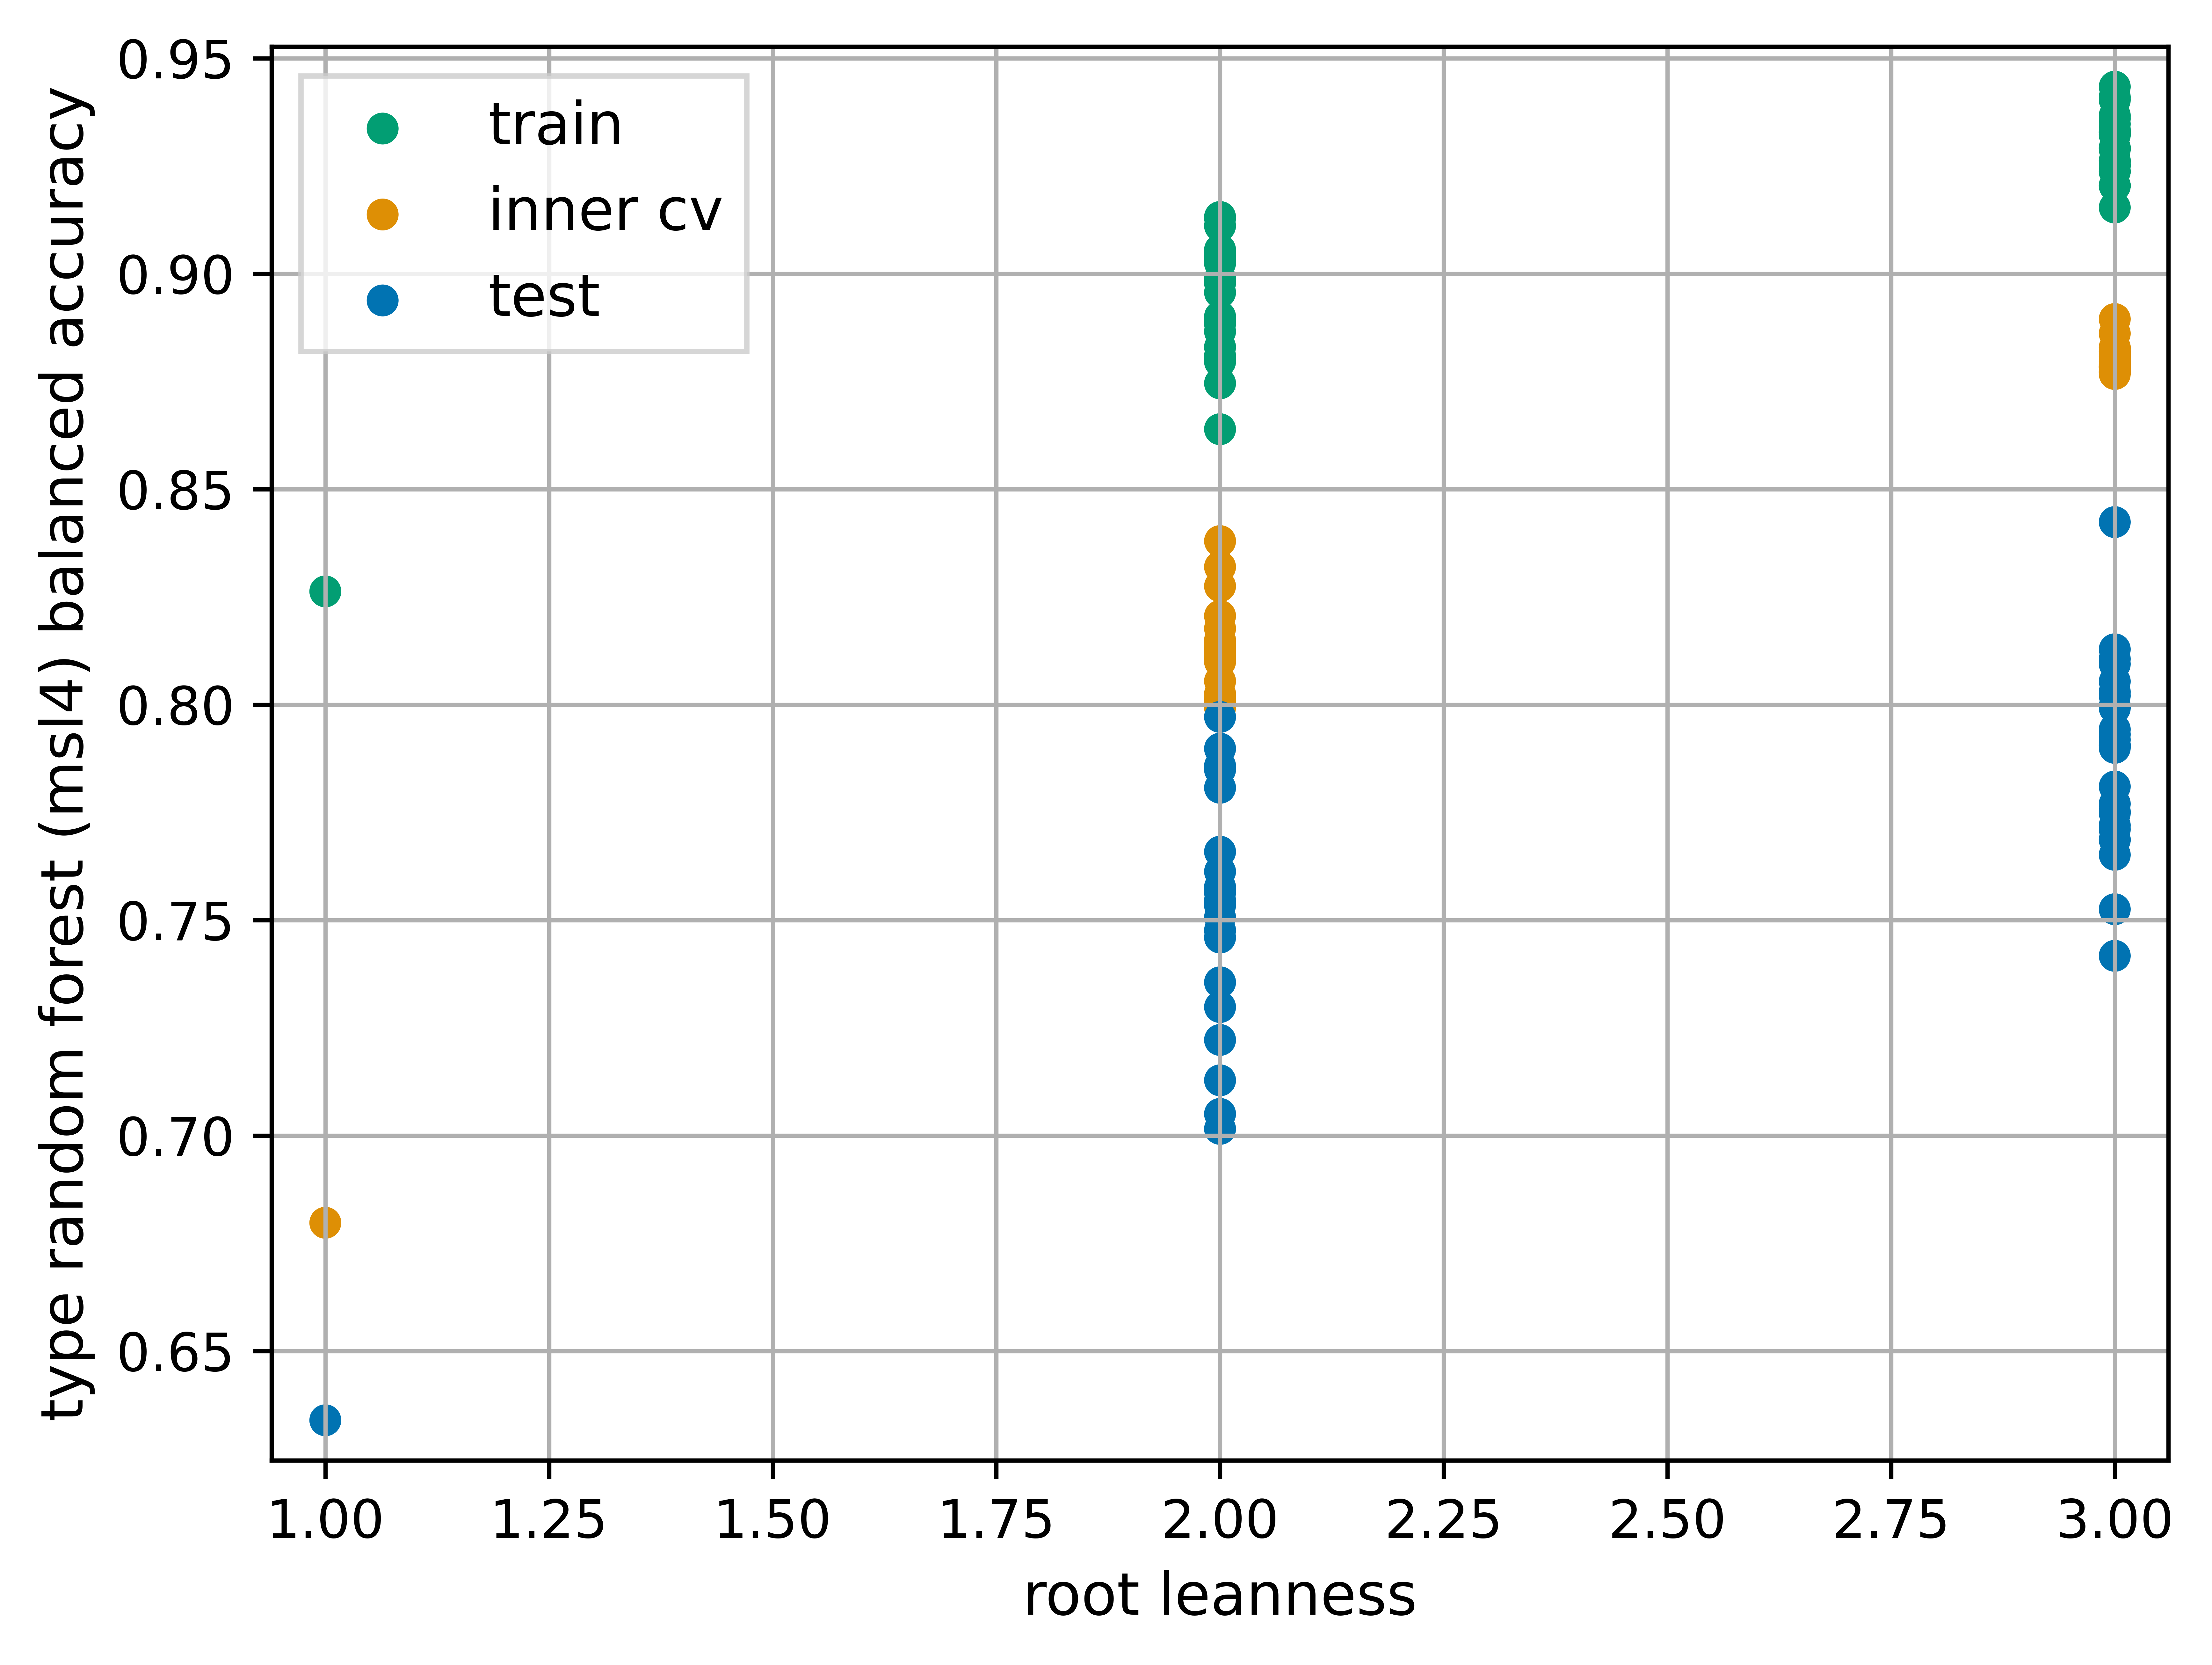 0.95
0.90
0.85
0.80
0.75
0.70
0.65
type random forest (msl4) balanced accuracy
train
inner cv
test
1.00 1.25 1.50 1.75 2.00 2.25 2.50 2.75 3.00
root leanness